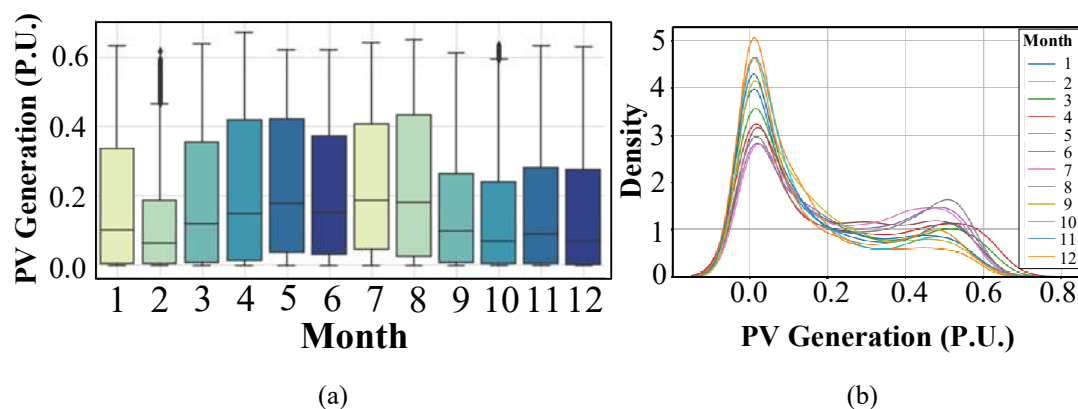 PV Generation (P.U.)
0.6
0.4
0.2
0.0
1 2 3 4 5 6 7 8 9 10 11 12
Month
(a)
Density
5
4
3
2
1
0
0.0 0.2 0.4 0.6 0.8
PV Generation (P.U.)
Month
1
2
3
4
5
6
7
8
9
10
11
12
(b)